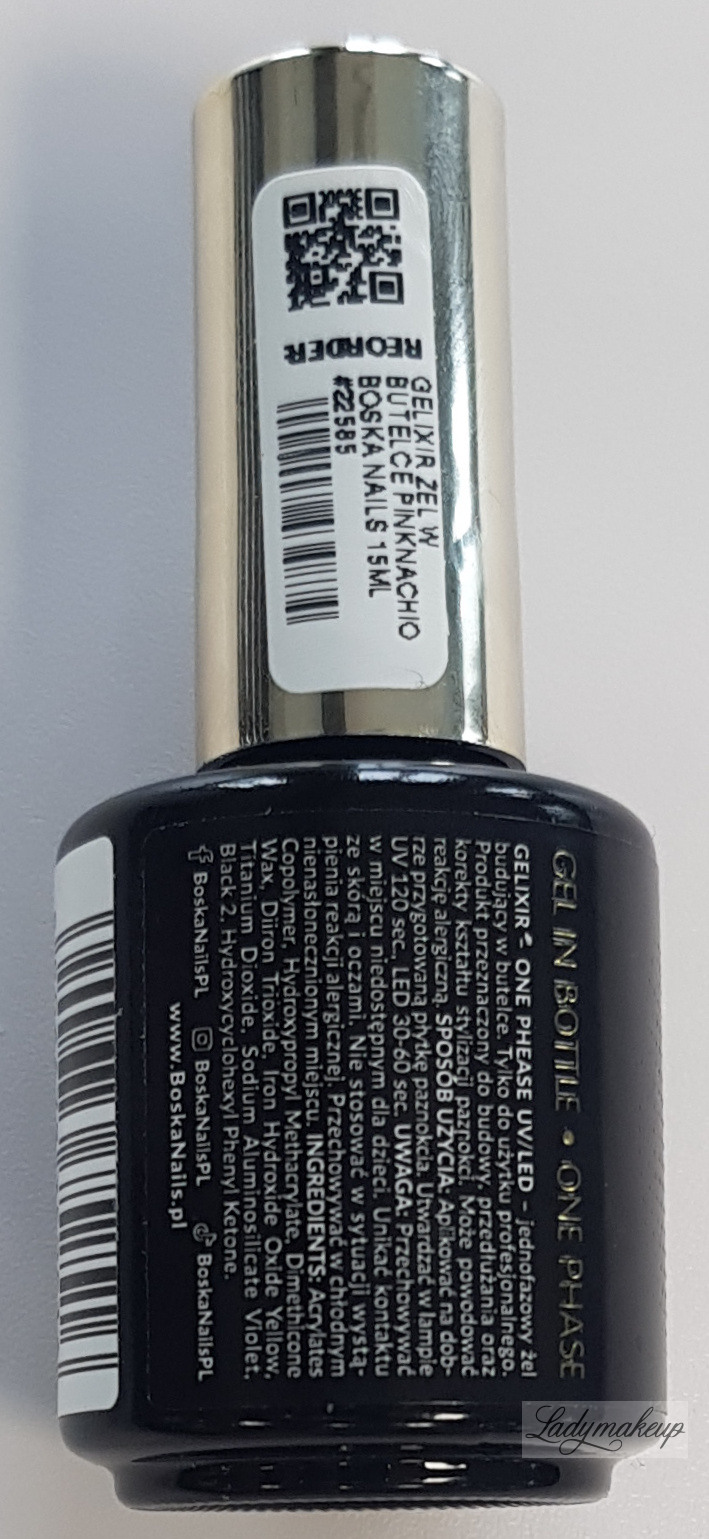 REORDER
GELIXIR ŻEL W
BUTELCE PINKNACHIO
BOSKA NAILS 15ML
#22585
GEL IN BOTTLE • ONE PHASE
GELIXIR - ONE PHEASE UV/LED – jednofazowy żel
budujący w butelce. Tylko do użytku profesjonalnego.
Produkt przeznaczony do budowy, przedłużania oraz
korekty kształtu stylizacji paznokci. Może powodować
reakcję alergiczną. SPOSÓB UŻYCIA: Aplikować na dob-
rze przygotowaną płytkę paznokcia. Utwardzać w lampie
UV 120 sec, LED 30-60 sec. UWAGA: Przechowywać
w miejscu niedostępnym dla dzieci. Unikać kontaktu
ze skórą i oczami. Nie stosować w sytuacji wystą-
pienia reakcji alergicznej. Przechowywać w chłodnym
nienasłonecznionym miejscu. INGREDIENTS: Acrylates
Copolymer, Hydroxypropyl Methacrylate, Dimethicone
Wax, Diiron Trioxide, Iron Hydroxide Oxide Yellow,
Titanium Dioxide, Sodium Aluminosilicate Violet,
Black 2, Hydroxycyclohexyl Phenyl Ketone.
BoskaNailsPL BoskaNailsPL BoskaNailsPL
www.BoskaNails.pl
Ladymakeup